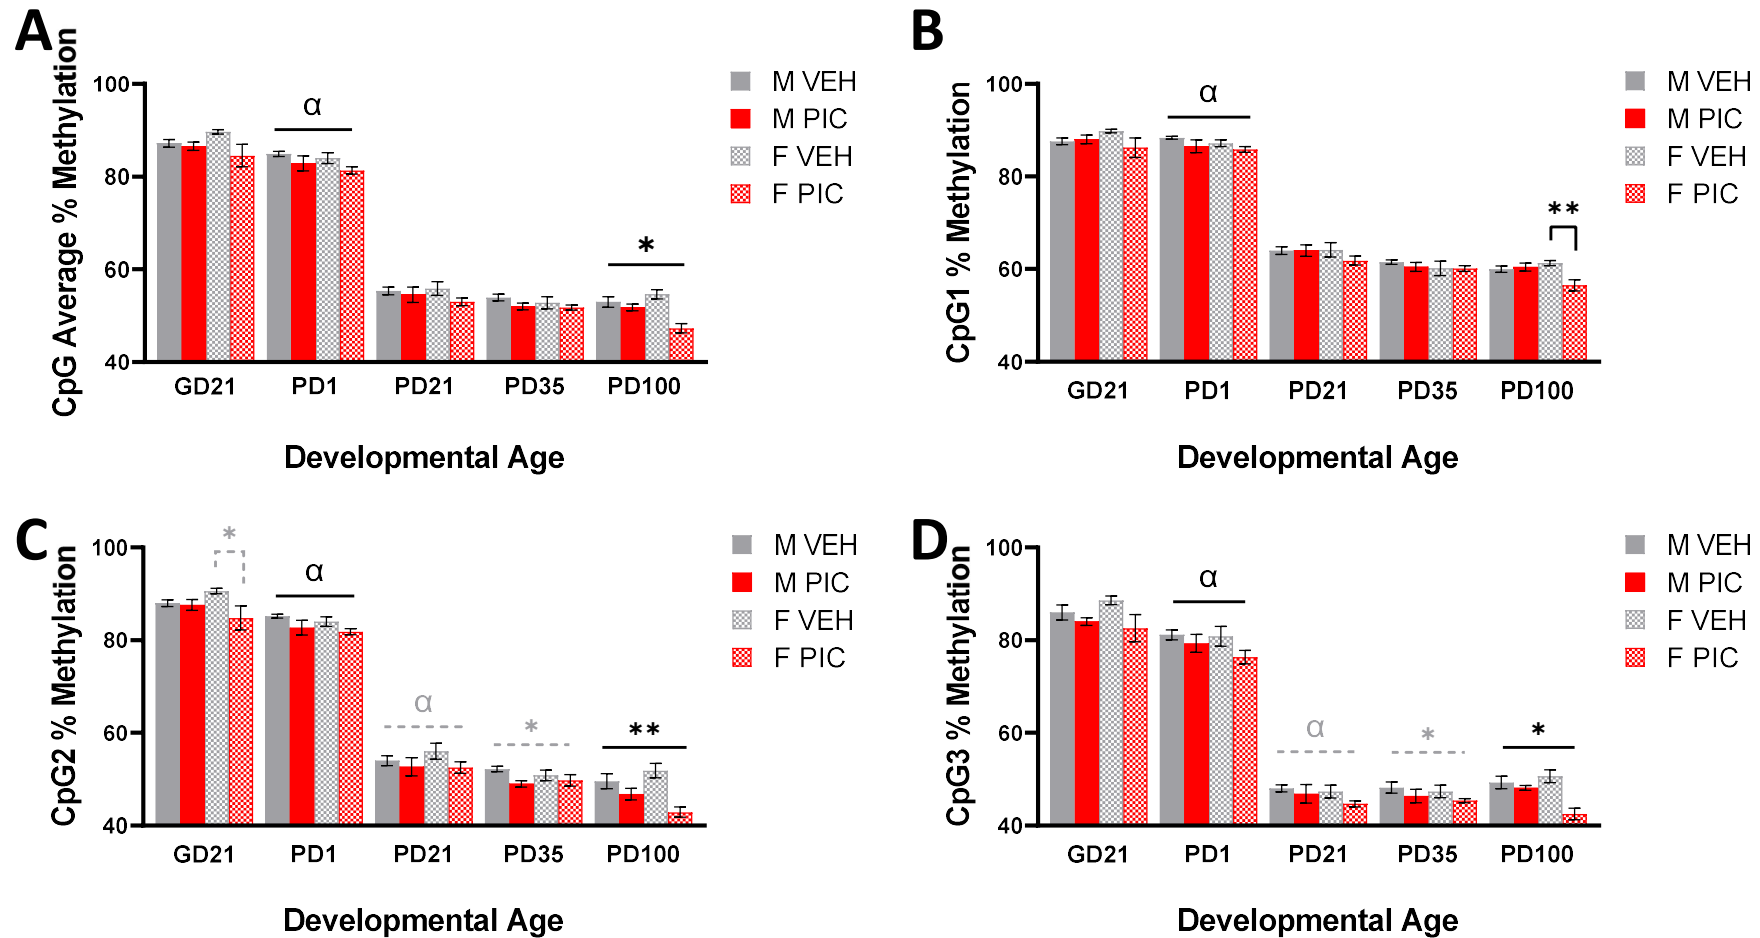 A
CpG Average % Methylation
100
80
60
40
α
*
GD21 PD1 PD21 PD35 PD100
Developmental Age
M VEH
M PIC
F VEH
F PIC
B
CpG1 % Methylation
100
80
60
40
α
**
GD21 PD1 PD21 PD35 PD100
Developmental Age
M VEH
M PIC
F VEH
F PIC
C
CpG2 % Methylation
100
80
60
40
*
α
α
*
**
GD21 PD1 PD21 PD35 PD100
Developmental Age
M VEH
M PIC
F VEH
F PIC
D
CpG3 % Methylation
100
80
60
40
α
α
*
*
GD21 PD1 PD21 PD35 PD100
Developmental Age
M VEH
M PIC
F VEH
F PIC